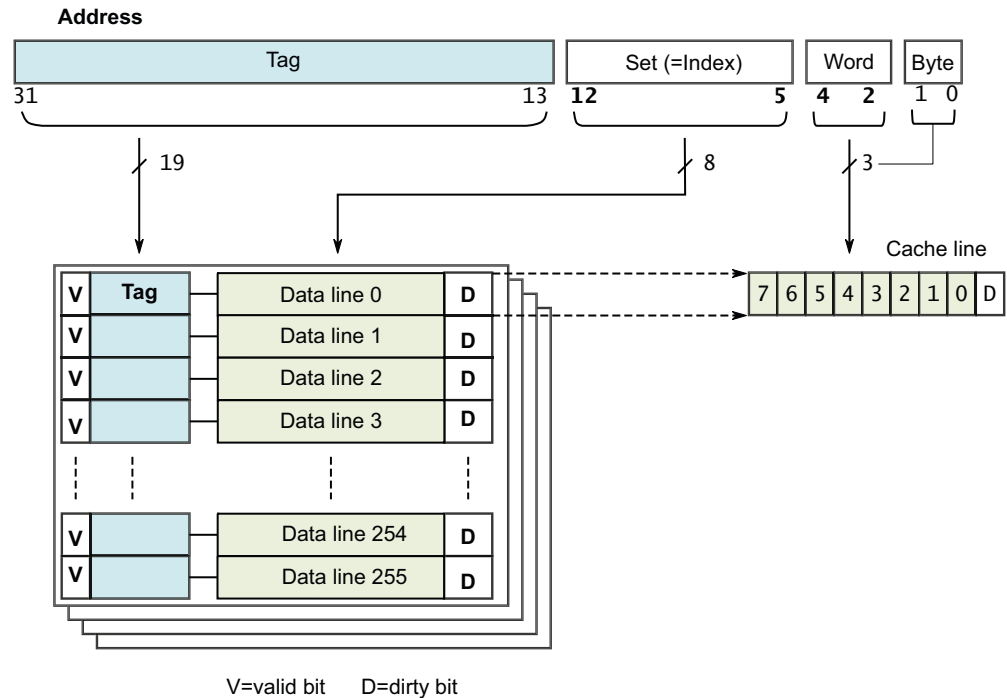 Address
Tag Set (=Index) Word Byte
31 13 12 5 4 2 1 0
19 8 3
Cache line
V Tag Data line 0 D 7 6 5 4 3 2 1 0 D
V Data line 1 D
V Data line 2 D
V Data line 3 D
V Data line 254 D
V Data line 255 D
V=valid bit D=dirty bit